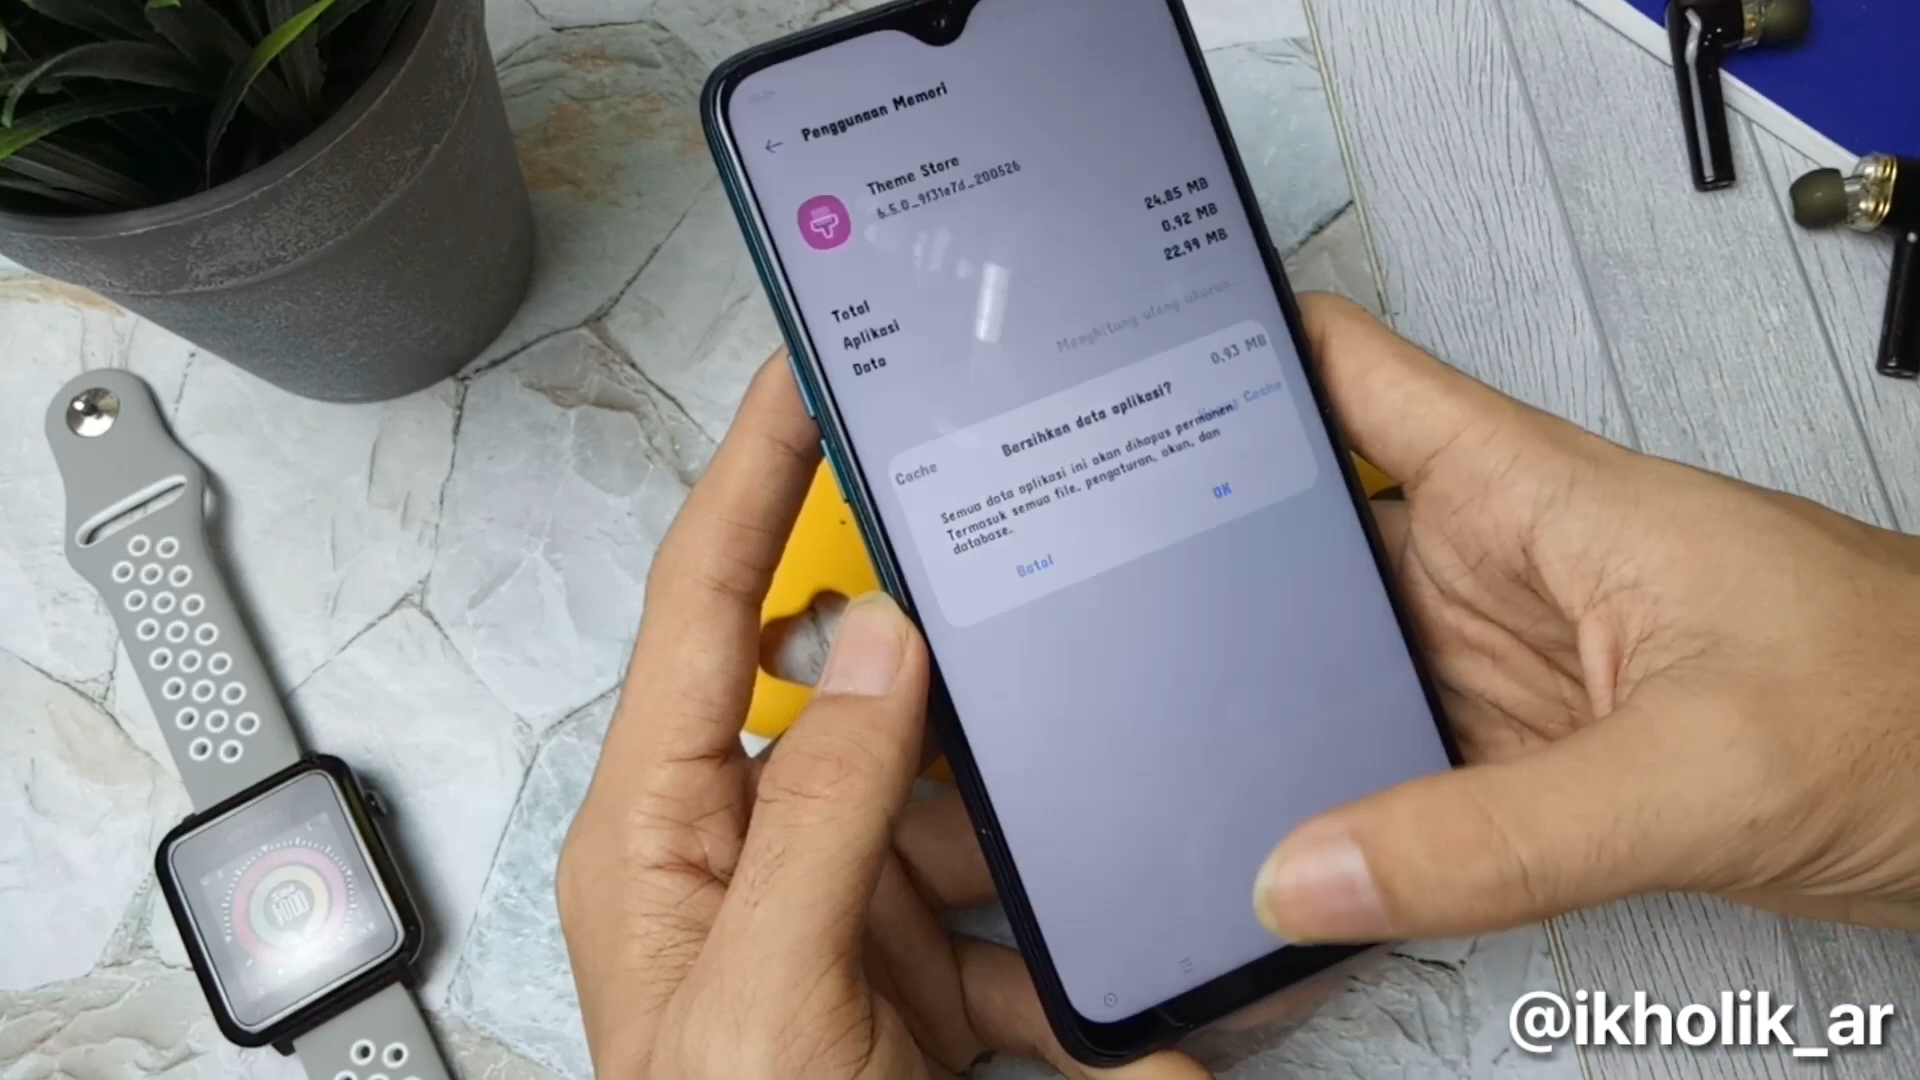 Penggunaan Memori
Theme Store
6.5.0_9f31e7d_200526
Total
24,85 MB
Aplikasi
0,92 MB
Data
22,99 MB
Menghitung ulang ukuran...
Cache
0,93 MB
Cache
Bersihkan data aplikasi?
Semua data aplikasi ini akan dihapus permanen
Termasuk semua file, pengaturan, akun, dan
database.
Batal
OK
@ikholik_ar